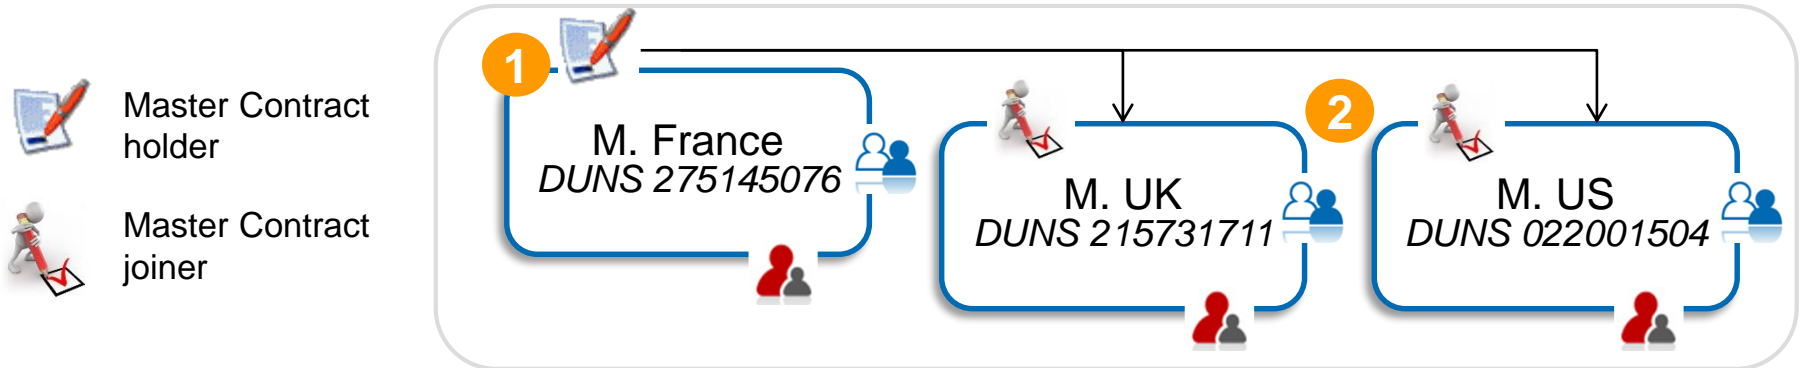 Master Contract
holder
Master Contract
joiner
1
M. France
DUNS 275145076
M. UK
DUNS 215731711
2
M. US
DUNS 022001504